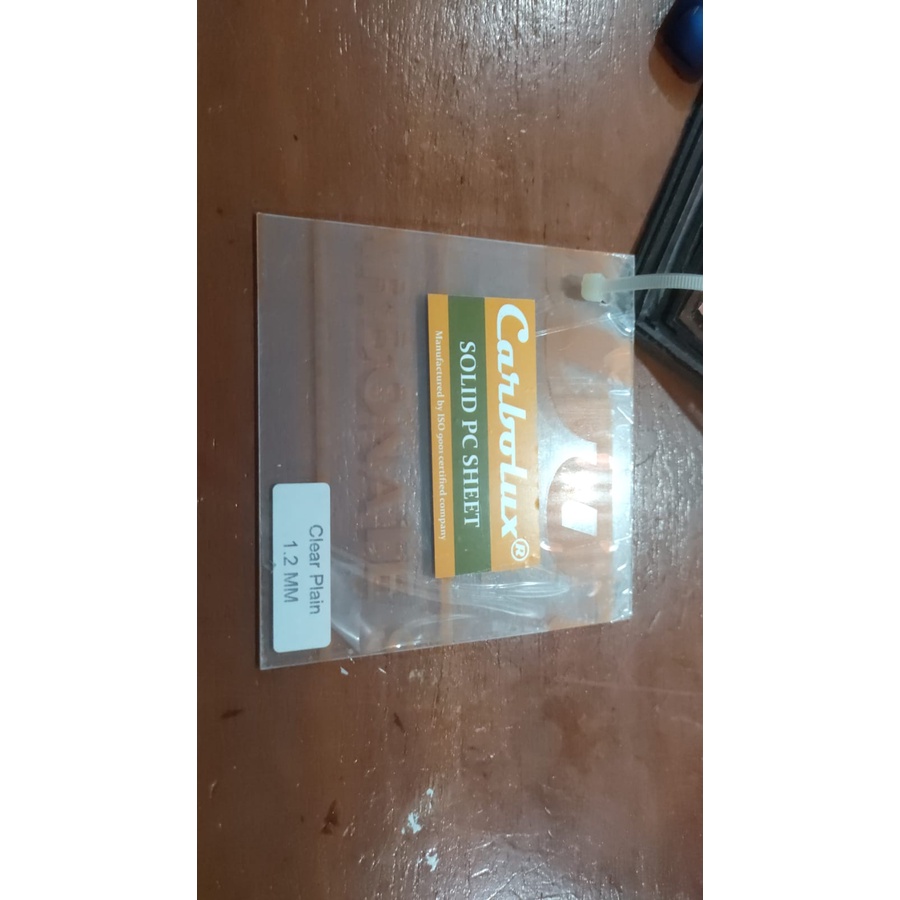 Carbolux®
SOLID PC SHEET
Manufactured by ISO 9001 certified company
Clear Plain
1.2 MM